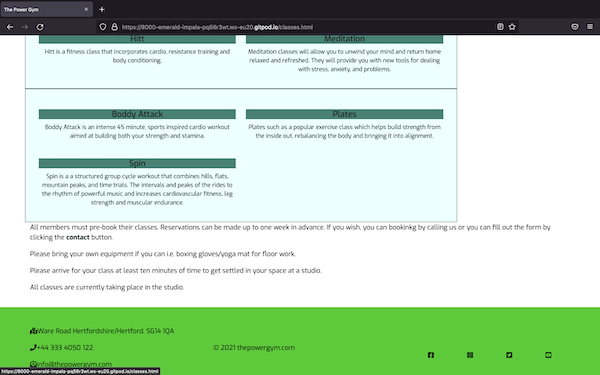 The Power Gym
https://8000-emerald-impala-pq56r3wt.ws-eu20.gitpod.io/classes.html
Hitt
Meditation
Hitt is a fitness class that incorporates cardio, resistance training and
body conditioning.
Meditation classes will allow you to unwind your mind and return home
relaxed and refreshed. They will provide you with new tools for dealing
with stress, anxiety, and problems.
Boddy Attack
Plates
Boddy Attack is an intense 45 minute, sports inspired cardio workout
aimed at building both your strength and stamina.
Plates such as a popular exercise class which helps build strength from
the inside out, rebalancing the body and bringing it into alignment.
Spin
Spin is a a structured group cycle workout that combines hills, flats,
mountain peaks, and time trials. The intervals and peaks of the rides to
the rhythm of powerful music and increases cardiovascular fitness, leg
strength and muscular endurance.
All members must pre-book their classes. Reservations can be made up to one week in advance. If you wish, you can bookinkg by calling us or you can fill out the form by
clicking the contact button.
Please bring your own equipment if you can i.e. boxing gloves/yoga mat for floor work.
Please arrive for your class at least ten minutes of time to get settled in your space at a studio.
All classes are currently taking place in the studio.
Ware Road Hertfordshire/Hertford. SG14 1QA
+44 333 4050 122
© 2021 thepowergym.com
info@thepowergym.com
https://8000-emerald-impala-pq56r3wt.ws-eu20.gitpod.io/classes.html